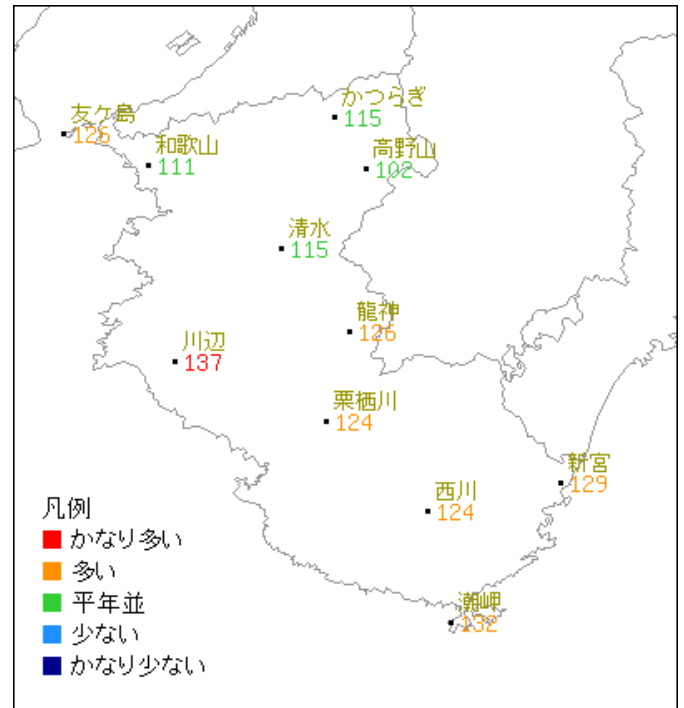 かつらぎ
115
友ケ島
126
和歌山
111
高野山
102
清水
115
龍神
126
川辺
137
栗栖川
124
新宮
129
西川
124
潮岬
132
凡例
かなり多い
多い
平年並
少ない
かなり少ない